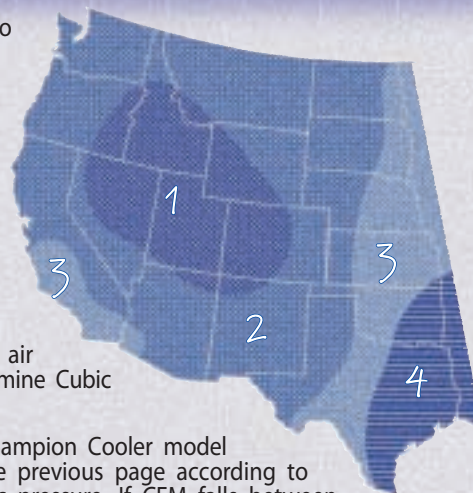 o
1
3
3
2
air
4
mine Cubic
ampion Cooler model
e previous page according to
pressure. If CFM falls between